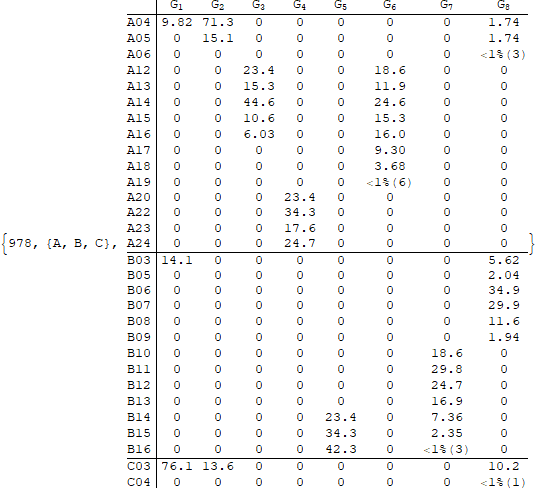 G₁ G₂ G₃ G₄ G₅ G₆ G₇ G₈
A04 9.82 71.3 0 0 0 0 0 1.74
A05 0 15.1 0 0 0 0 0 1.74
A06 0 0 0 0 0 0 0 <1%(3)
A12 0 0 23.4 0 0 18.6 0 0
A13 0 0 15.3 0 0 11.9 0 0
A14 0 0 44.6 0 0 24.6 0 0
A15 0 0 10.6 0 0 15.3 0 0
A16 0 0 6.03 0 0 16.0 0 0
A17 0 0 0 0 0 9.30 0 0
A18 0 0 0 0 0 3.68 0 0
A19 0 0 0 0 0 <1%(6) 0 0
A20 0 0 0 23.4 0 0 0 0
A22 0 0 0 34.3 0 0 0 0
A23 0 0 0 17.6 0 0 0 0
{978, {A, B, C}, A24 0 0 0 24.7 0 0 0 0 }
B03 14.1 0 0 0 0 0 0 5.62
B05 0 0 0 0 0 0 0 2.04
B06 0 0 0 0 0 0 0 34.9
B07 0 0 0 0 0 0 0 29.9
B08 0 0 0 0 0 0 0 11.6
B09 0 0 0 0 0 0 0 1.94
B10 0 0 0 0 0 0 18.6 0
B11 0 0 0 0 0 0 29.8 0
B12 0 0 0 0 0 0 24.7 0
B13 0 0 0 0 0 0 16.9 0
B14 0 0 0 0 23.4 0 7.36 0
B15 0 0 0 0 34.3 0 2.35 0
B16 0 0 0 0 42.3 0 <1%(3) 0
C03 76.1 13.6 0 0 0 0 0 10.2
C04 0 0 0 0 0 0 0 <1%(1)